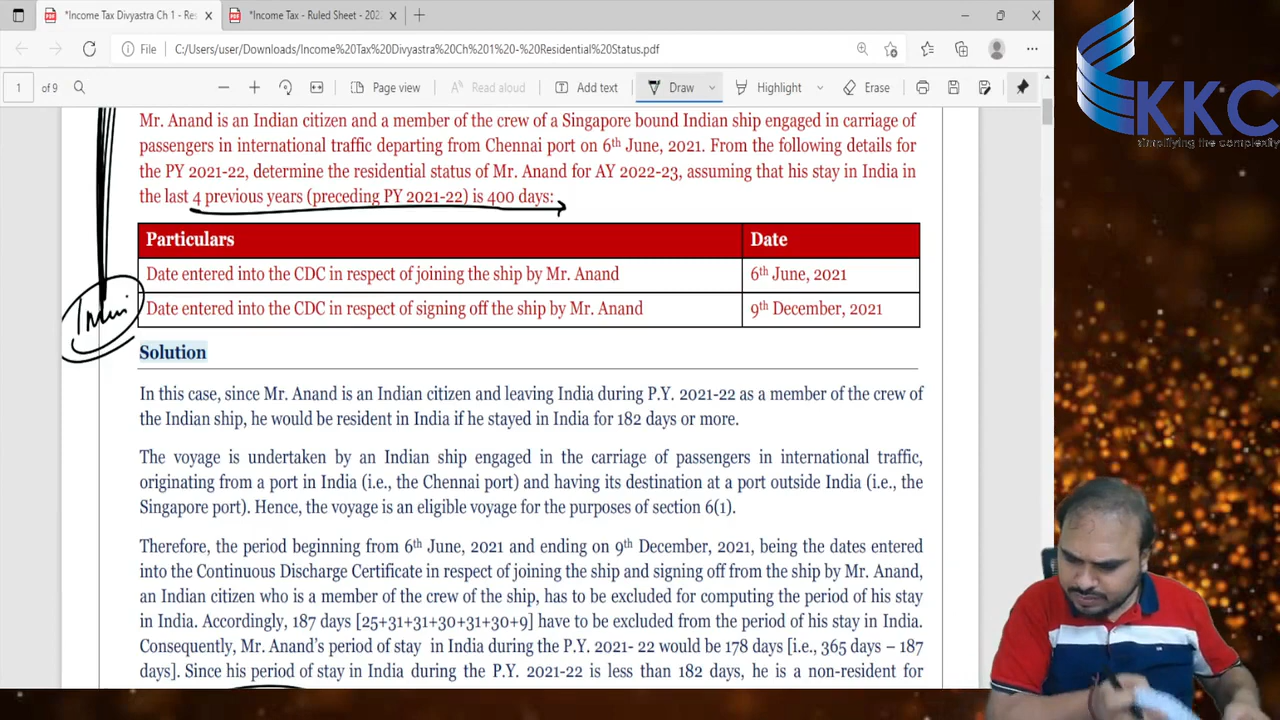 *Income Tax Divyastra Ch 1 - Res
*Income Tax - Ruled Sheet - 202
File
C:/Users/user/Downloads/Income%20Tax%20Divyastra%20Ch%201%20-%20Residential%20Status.pdf
1 of 9
Page view
Read aloud
Add text
Draw
Highlight
Erase
KKC
simplifying the complexity
Mr. Anand is an Indian citizen and a member of the crew of a Singapore bound Indian ship engaged in carriage of
passengers in international traffic departing from Chennai port on 6th June, 2021. From the following details for
the PY 2021-22, determine the residential status of Mr. Anand for AY 2022-23, assuming that his stay in India in
the last 4 previous years (preceding PY 2021-22) is 400 days:
Particulars Date
Date entered into the CDC in respect of joining the ship by Mr. Anand 6th June, 2021
Date entered into the CDC in respect of signing off the ship by Mr. Anand 9th December, 2021
Solution
In this case, since Mr. Anand is an Indian citizen and leaving India during P.Y. 2021-22 as a member of the crew of
the Indian ship, he would be resident in India if he stayed in India for 182 days or more.
The voyage is undertaken by an Indian ship engaged in the carriage of passengers in international traffic,
originating from a port in India (i.e., the Chennai port) and having its destination at a port outside India (i.e., the
Singapore port). Hence, the voyage is an eligible voyage for the purposes of section 6(1).
Therefore, the period beginning from 6th June, 2021 and ending on 9th December, 2021, being the dates entered
into the Continuous Discharge Certificate in respect of joining the ship and signing off from the ship by Mr. Anand,
an Indian citizen who is a member of the crew of the ship, has to be excluded for computing the period of his stay
in India. Accordingly, 187 days [25+31+31+30+31+30+9] have to be excluded from the period of his stay in India.
Consequently, Mr. Anand's period of stay in India during the P.Y. 2021- 22 would be 178 days [i.e., 365 days – 187
days]. Since his period of stay in India during the P.Y. 2021-22 is less than 182 days, he is a non-resident for